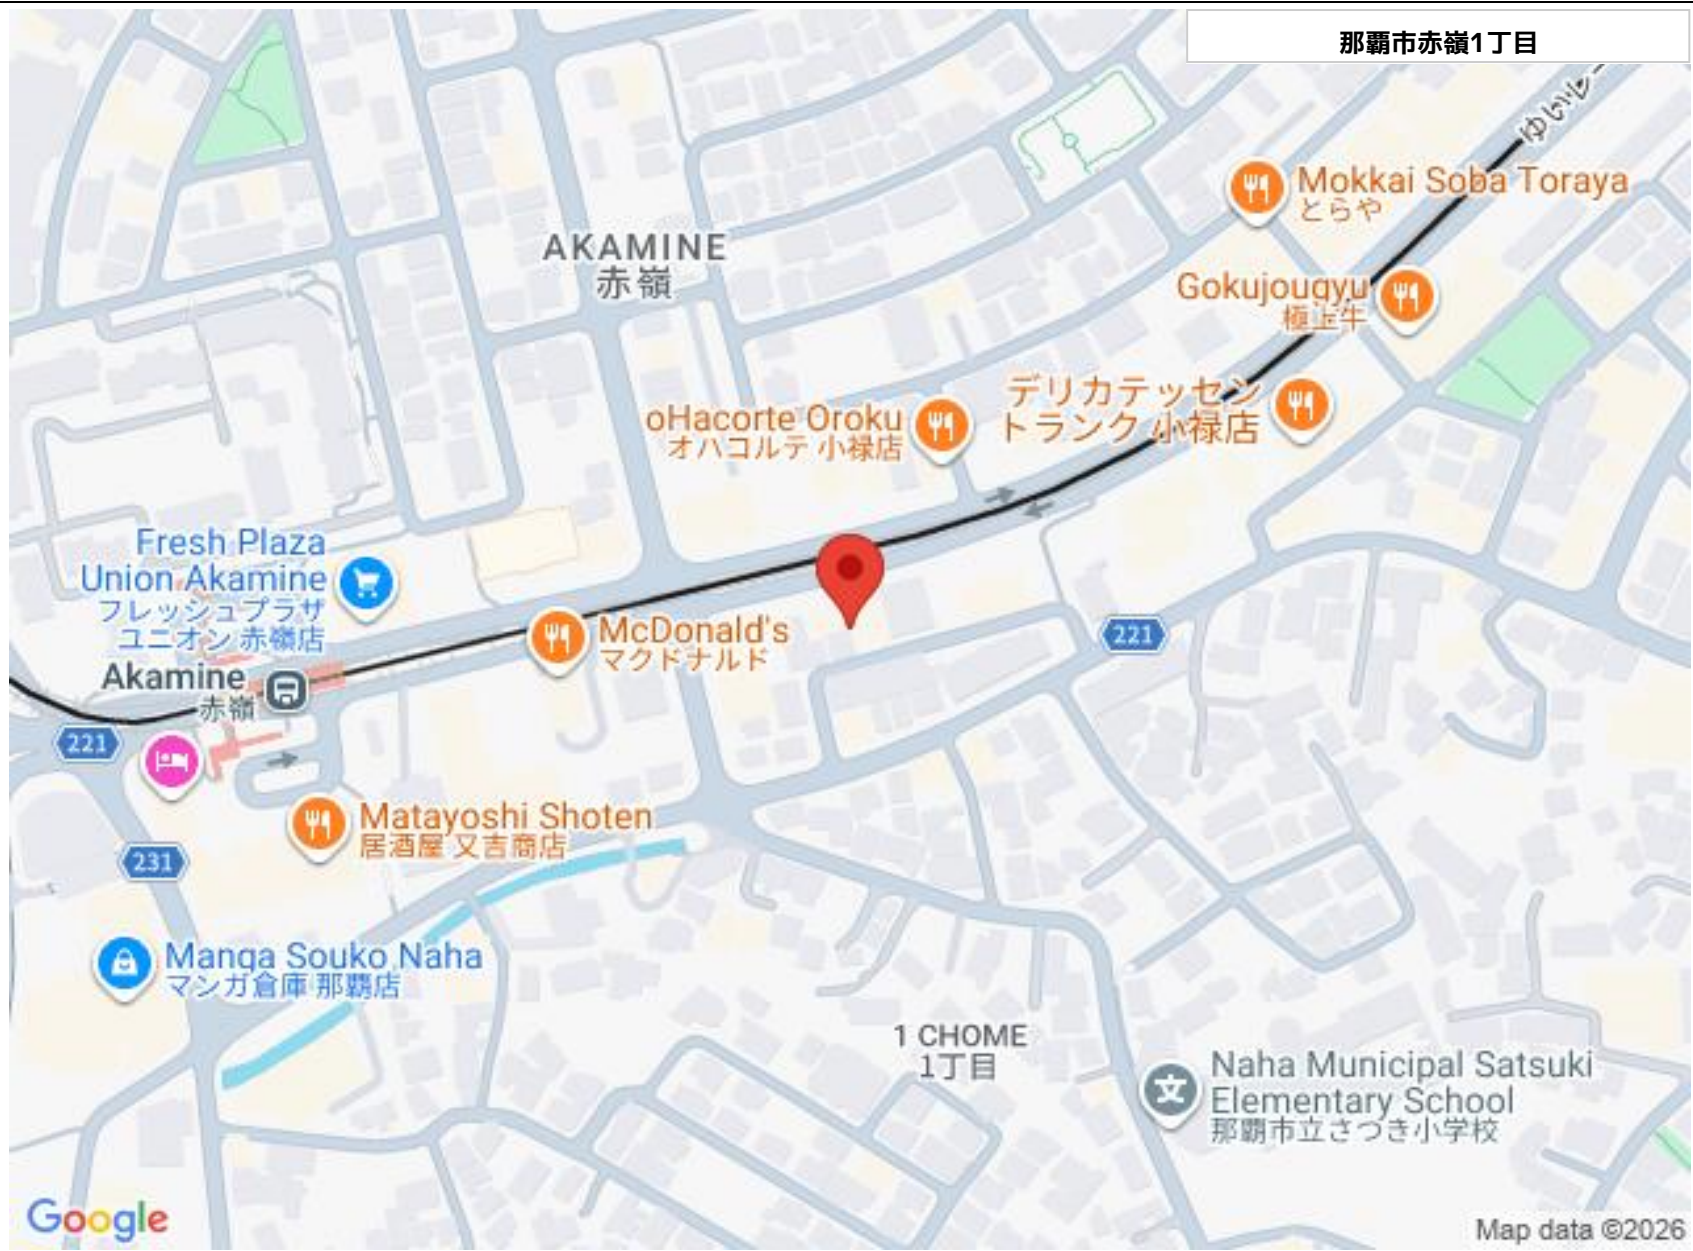 那覇市赤嶺1丁目
ゆいレー
Mokkai Soba Toraya
とらや
AKAMINE
赤嶺
Gokujougyu
極上牛
デリカテッセン
トランク 小禄店
oHacorte Oroku
オハコルテ 小禄店
Fresh Plaza
Union Akamine
フレッシュプラザ
ユニオン 赤嶺店
McDonald's
マクドナルド
221
Akamine
赤嶺
221
Matayoshi Shoten
居酒屋 又吉商店
231
Manga Souko Naha
マンガ倉庫 那覇店
1 CHOME
1丁目
Naha Municipal Satsuki
Elementary School
那覇市立さつき小学校
文
Google
Map data ©2026